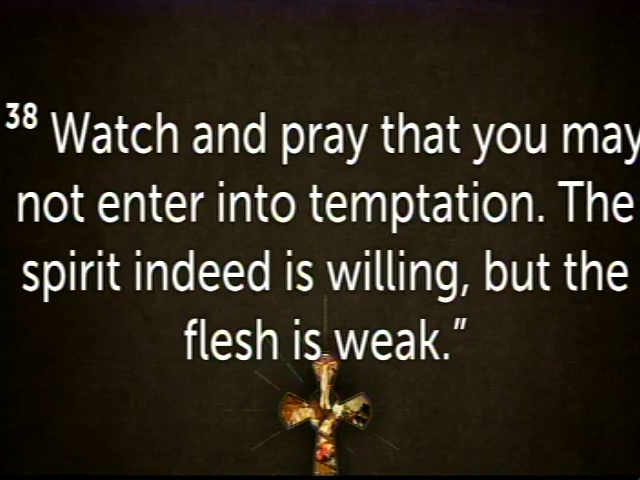 38 Watch and pray that you may
not enter into temptation. The
spirit indeed is willing, but the
flesh is weak.”